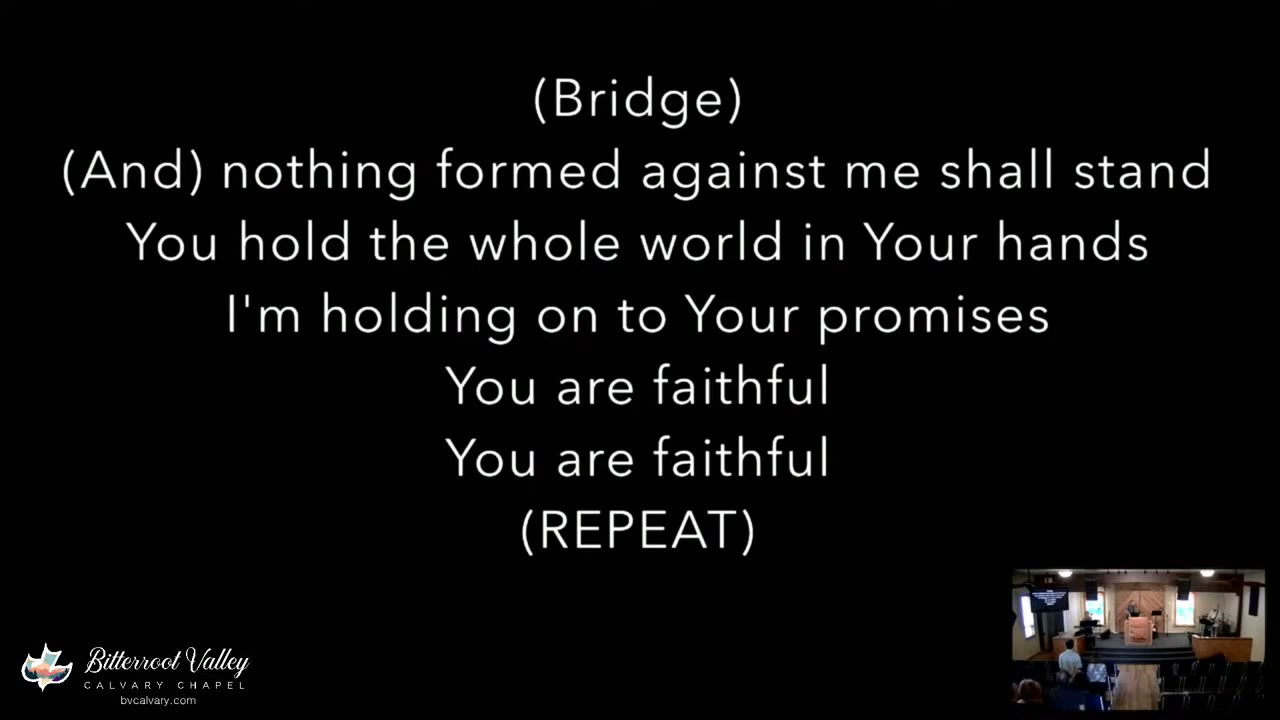 (Bridge)
(And) nothing formed against me shall stand
You hold the whole world in Your hands
I'm holding on to Your promises
You are faithful
You are faithful
(REPEAT)
Bitterroot Valley
CALVARY CHAPEL
bvcalvary.com